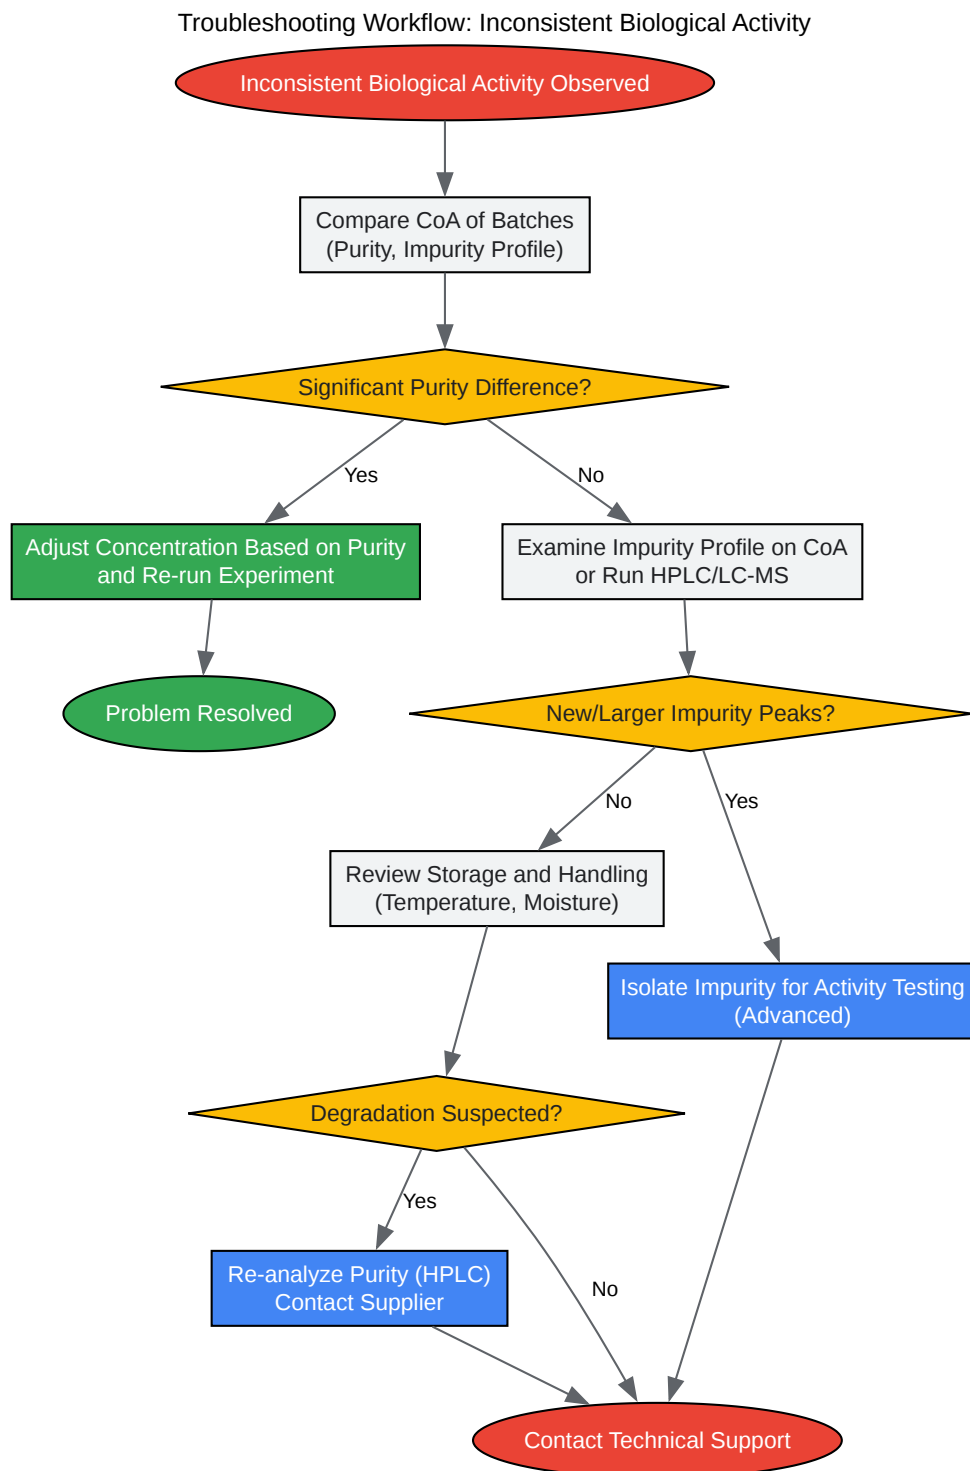 Troubleshooting Workflow: Inconsistent Biological Activity
Inconsistent Biological Activity Observed
Compare CoA of Batches
(Purity, Impurity Profile)
Significant Purity Difference?
Yes
No
Adjust Concentration Based on Purity
and Re-run Experiment
Examine Impurity Profile on CoA
or Run HPLC/LC-MS
Problem Resolved
New/Larger Impurity Peaks?
No
Yes
Review Storage and Handling
(Temperature, Moisture)
Isolate Impurity for Activity Testing
(Advanced)
Degradation Suspected?
Yes
No
Re-analyze Purity (HPLC)
Contact Supplier
Contact Technical Support